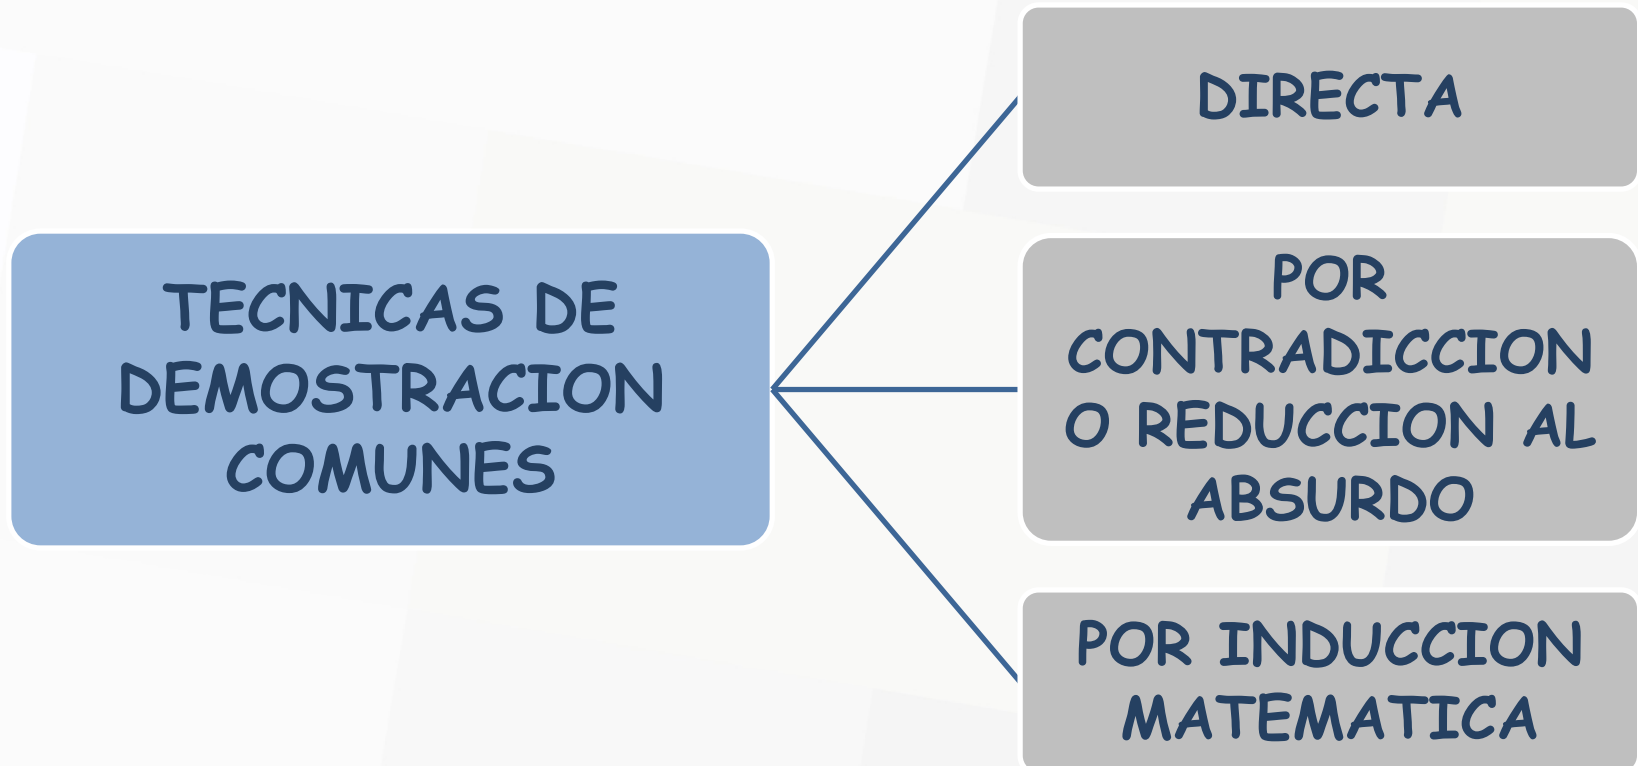 TECNICAS DE
DEMOSTRACION
COMUNES
DIRECTA
POR
CONTRADICCION
O REDUCCION AL
ABSURDO
POR INDUCCION
MATEMATICA